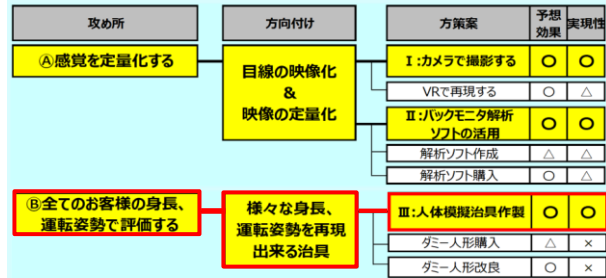 攻め所 方向付け 方策案 予想効果 実現性
Ⓐ感覚を定量化する
目線の映像化
&
映像の定量化
Ⅰ:カメラで撮影する ○ ○
VRで再現する ○ △
Ⅱ:バックモニタ解析
ソフトの活用 ○ ○
解析ソフト作成 △ △
解析ソフト購入 ○ △
Ⓑ全てのお客様の身長、
運転姿勢で評価する
様々な身長、
運転姿勢を再現
出来る治具
Ⅲ:人体模擬治具作製 ○ ○
ダミー人形購入 △ ×
ダミー人形改良 ○ ×